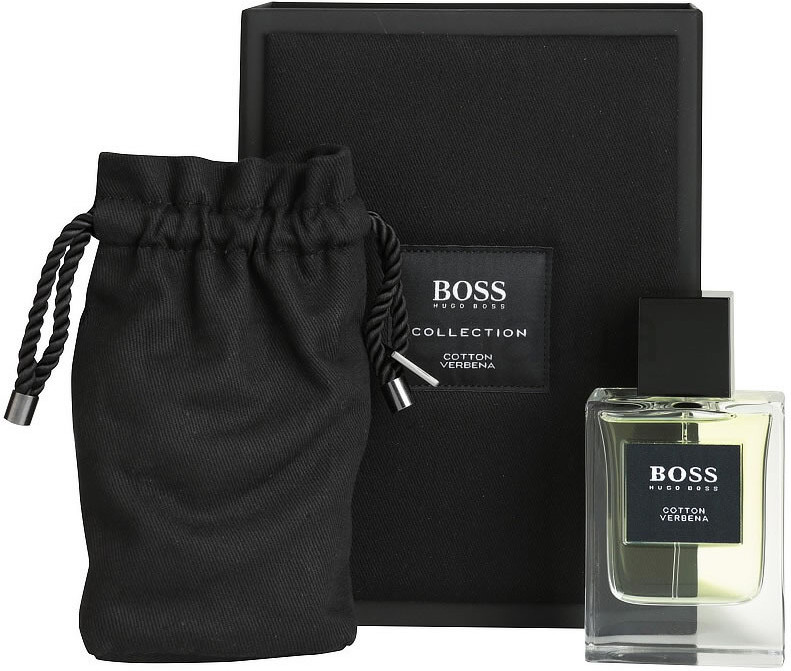 BOSS
HUGO BOSS
COLLECTION
COTTON
VERBENA
BOSS
HUGO BOSS
COTTON
VERBENA